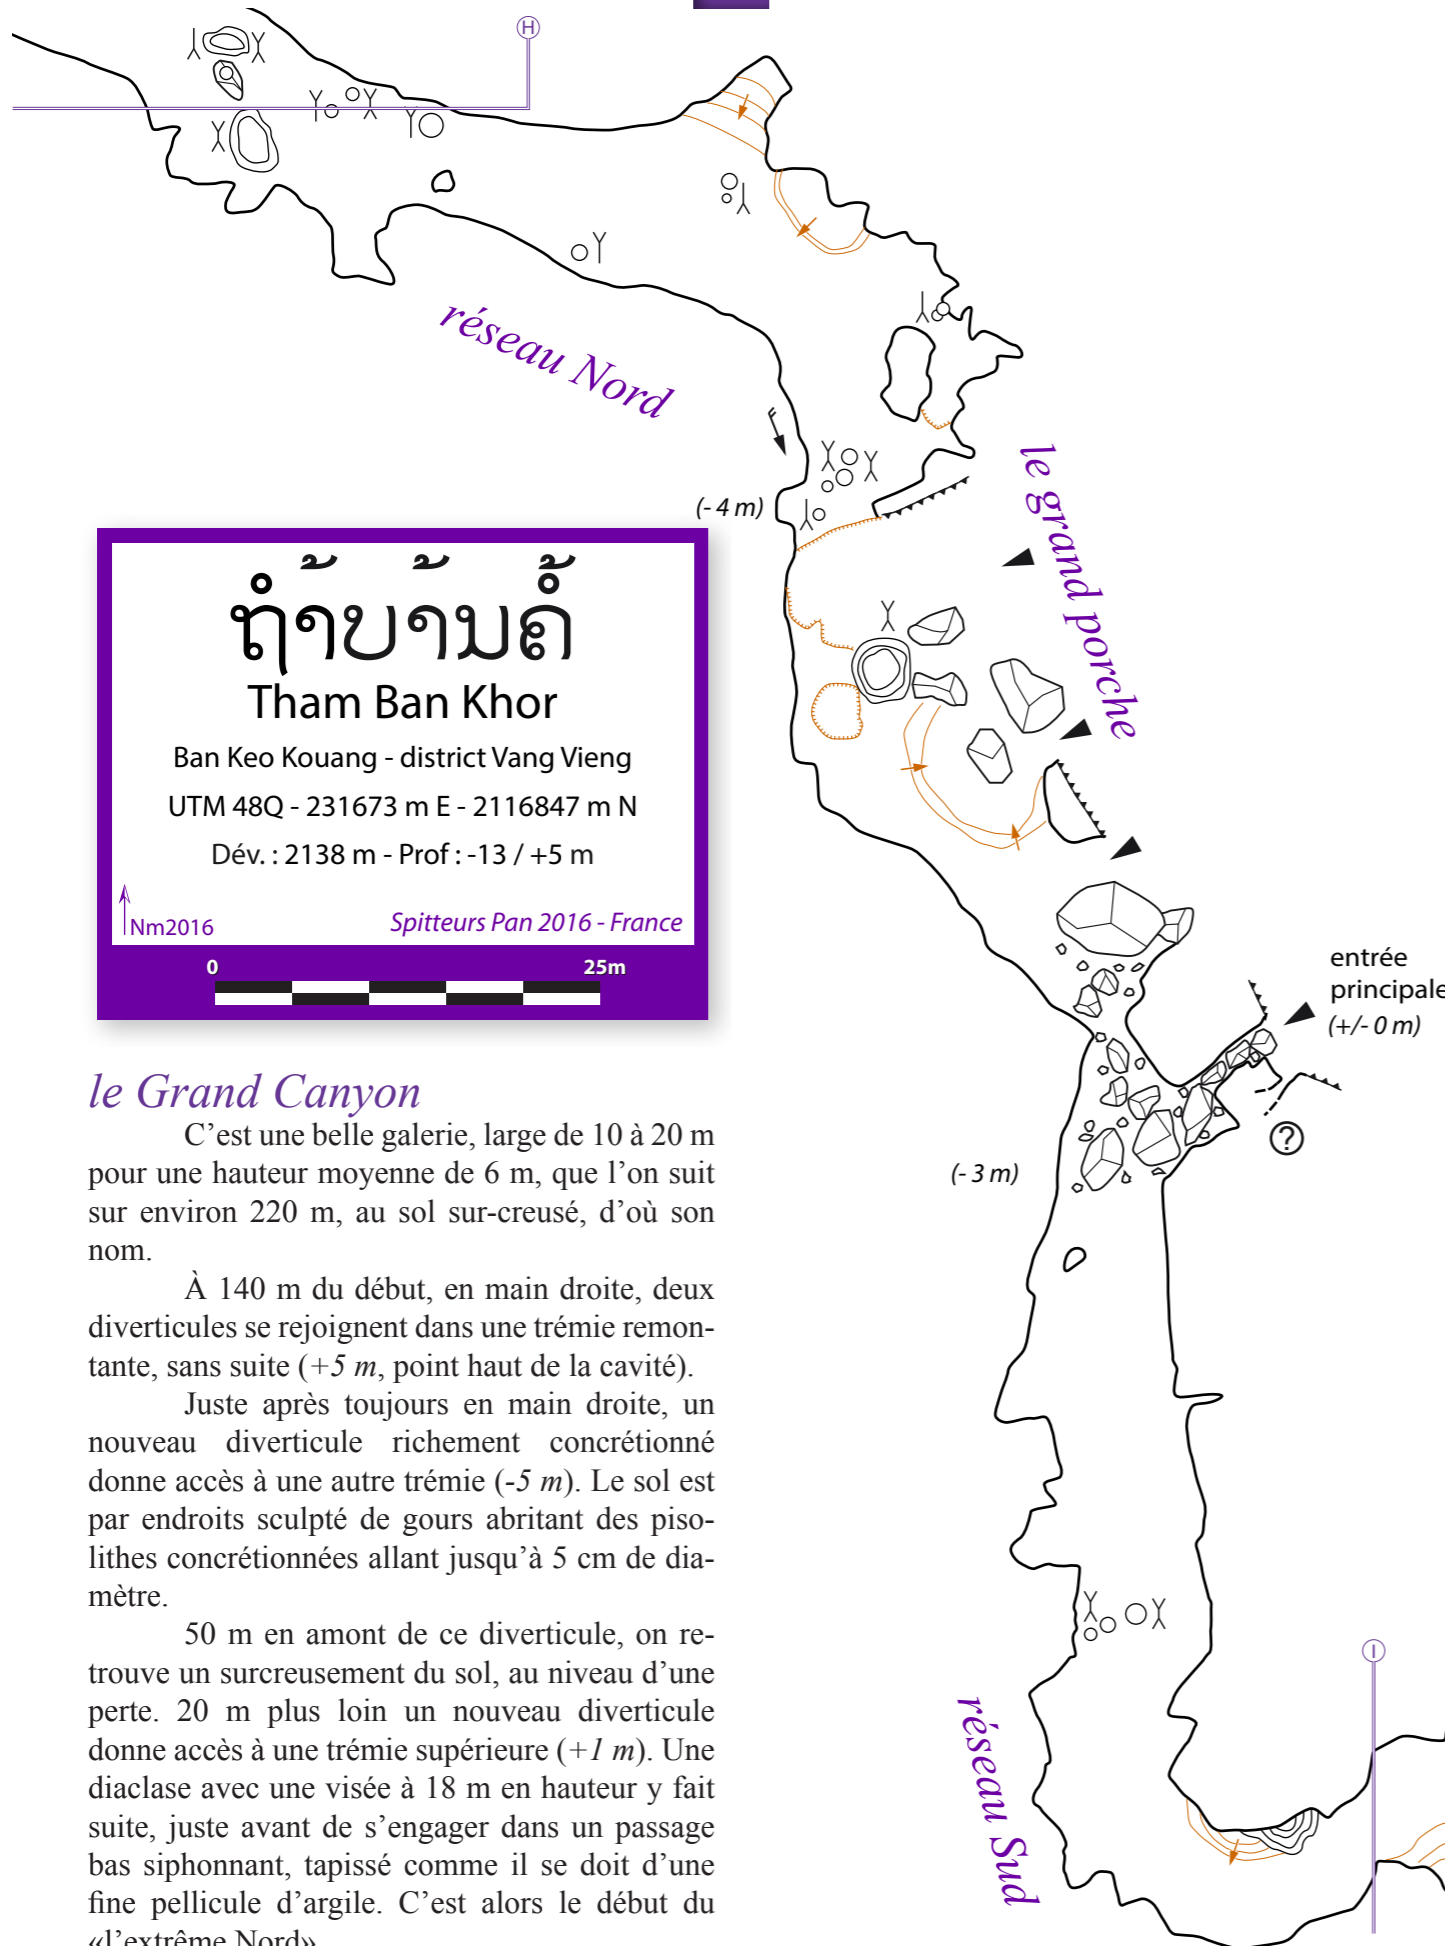 H
réseau Nord
F
(- 4 m)
le grand porche
ຖ້ຳບ້ານຄໍ້
Tham Ban Khor
Ban Keo Kouang - district Vang Vieng
UTM 48Q - 231673 m E - 2116847 m N
Dév. : 2138 m - Prof : -13 / +5 m
Nm2016
Spitteurs Pan 2016 - France
0 25m
entrée
principale
(+/- 0 m)
?
(- 3 m)
le Grand Canyon
C’est une belle galerie, large de 10 à 20 m
pour une hauteur moyenne de 6 m, que l’on suit
sur environ 220 m, au sol sur-creusé, d’où son
nom.
À 140 m du début, en main droite, deux
diverticules se rejoignent dans une trémie remon-
tante, sans suite (+5 m, point haut de la cavité).
Juste après toujours en main droite, un
nouveau diverticule richement concrétionné
donne accès à une autre trémie (-5 m). Le sol est
par endroits sculpté de gours abritant des piso-
lithes concrétionnées allant jusqu’à 5 cm de dia-
mètre.
50 m en amont de ce diverticule, on re-
trouve un surcreusement du sol, au niveau d’une
perte. 20 m plus loin un nouveau diverticule
donne accès à une trémie supérieure (+1 m). Une
diaclase avec une visée à 18 m en hauteur y fait
suite, juste avant de s’engager dans un passage
bas siphonnant, tapissé comme il se doit d’une
fine pellicule d’argile. C’est alors le début du
«l’extrême Nord»
réseau Sud
I